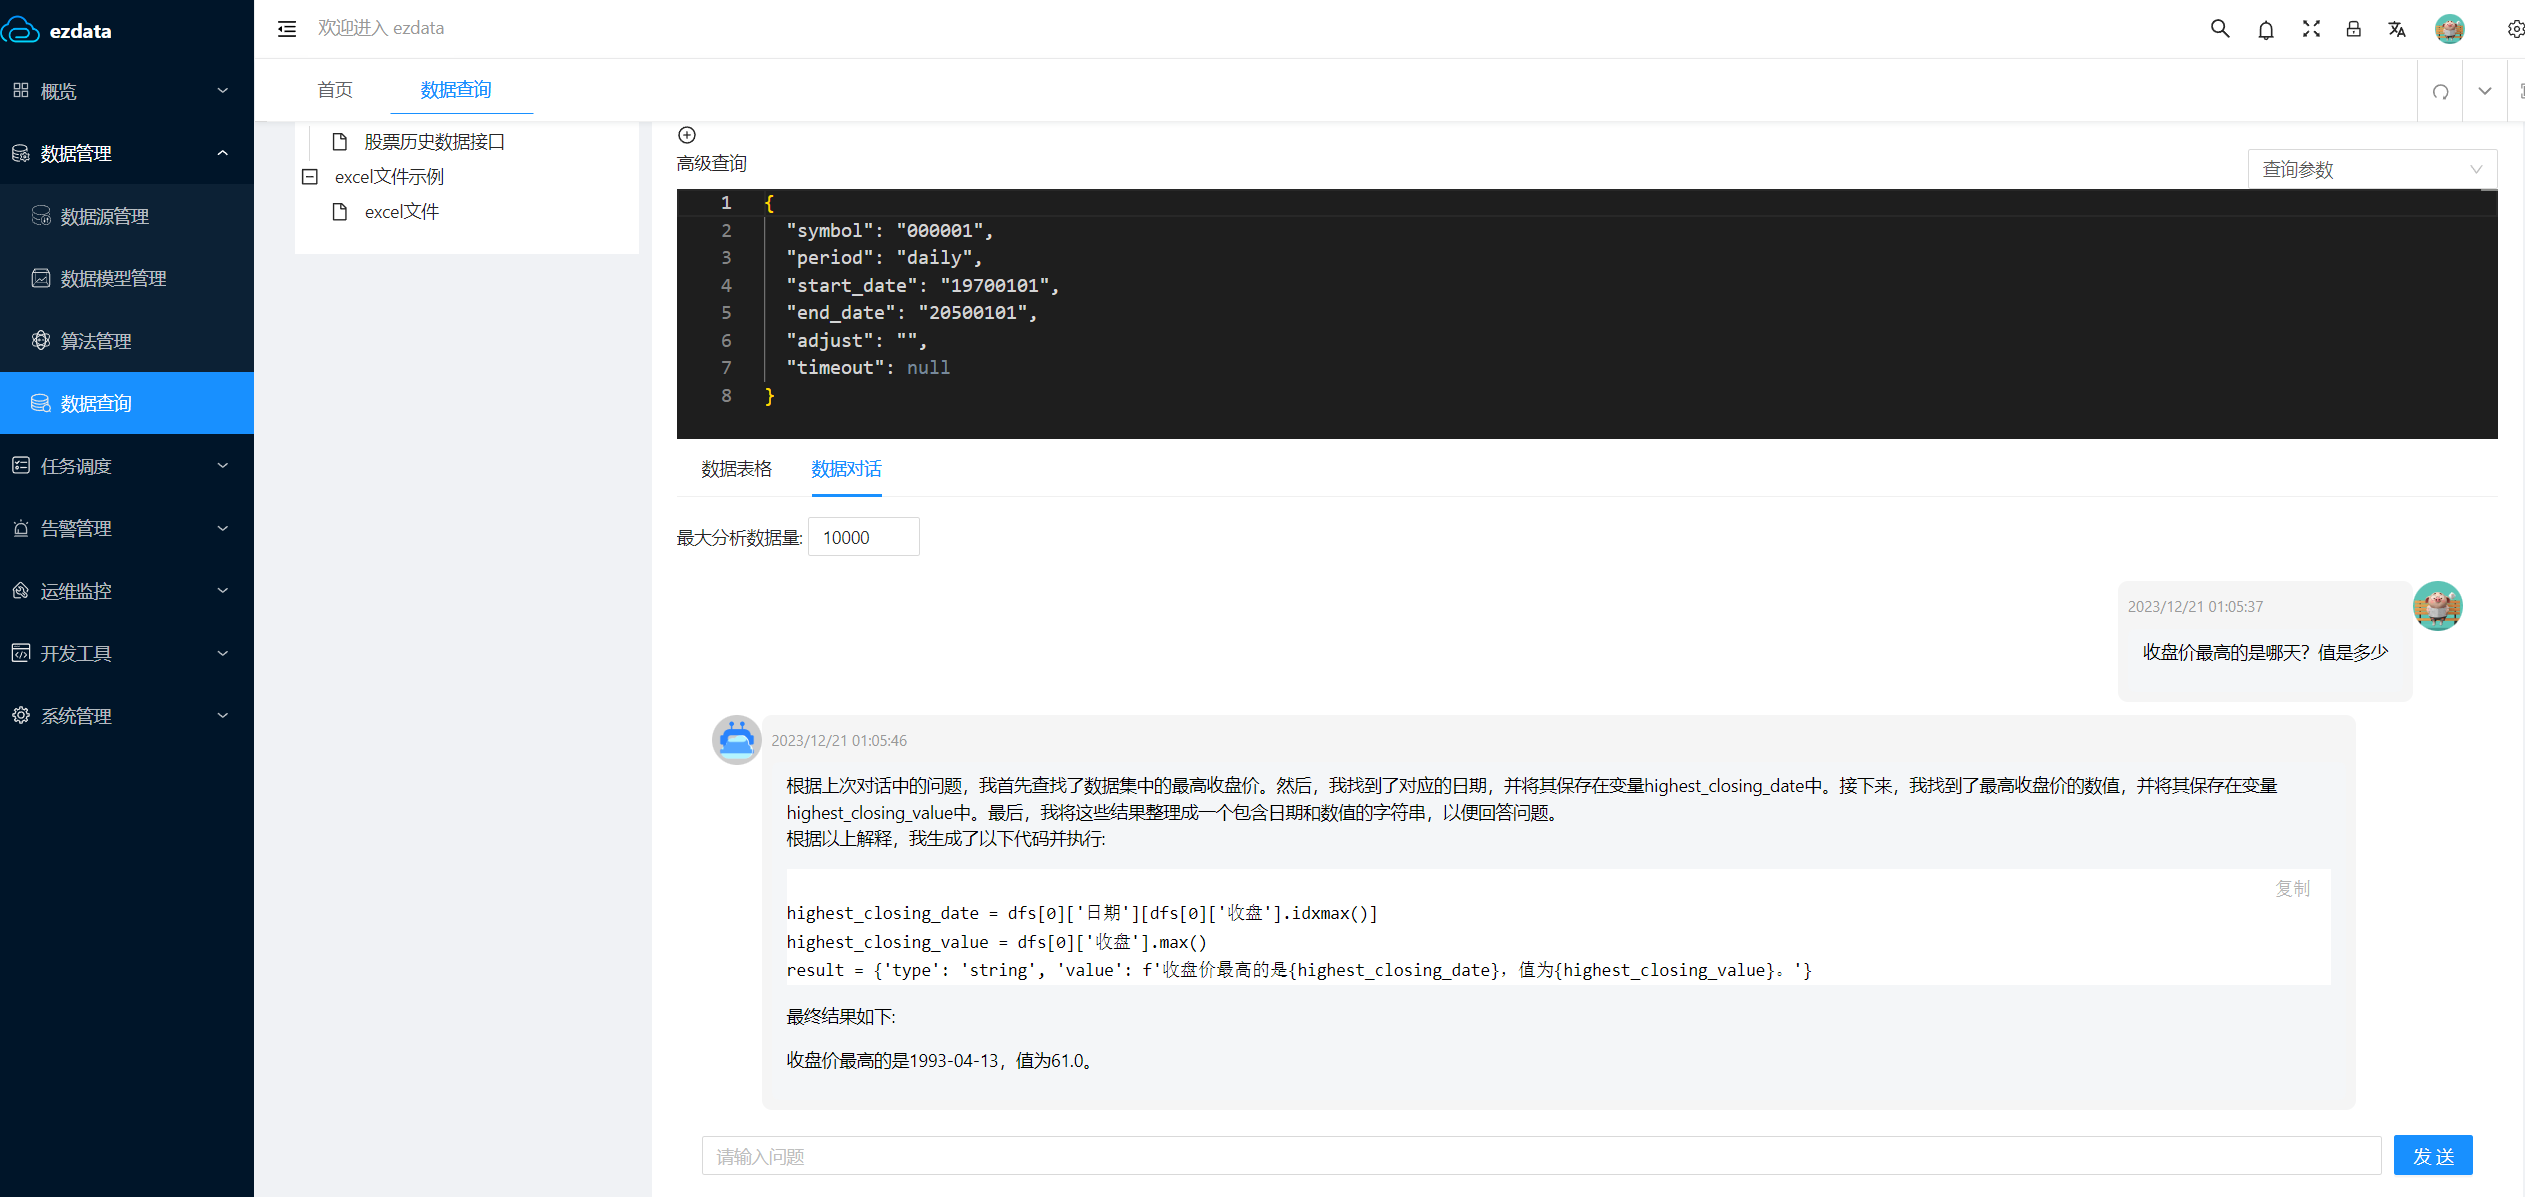 ezdata
概览
数据管理
数据源管理
数据模型管理
算法管理
数据查询
任务调度
告警管理
运维监控
开发工具
系统管理
欢迎进入 ezdata
首页
数据查询
股票历史数据接口
excel文件示例
excel文件
高级查询
查询参数
1 {
2 "symbol": "000001",
3 "period": "daily",
4 "start_date": "19700101",
5 "end_date": "20500101",
6 "adjust": "",
7 "timeout": null
8 }
数据表格
数据对话
最大分析数据量: 10000
2023/12/21 01:05:37
收盘价最高的是哪天？值是多少
2023/12/21 01:05:46
根据上次对话中的问题，我首先查找了数据集中的最高收盘价。然后，我找到了对应的日期，并将其保存在变量highest_closing_date中。接下来，我找到了最高收盘价的数值，并将其保存在变量
highest_closing_value中。最后，我将这些结果整理成一个包含日期和数值的字符串，以便回答问题。
根据以上解释，我生成了以下代码并执行:
复制
highest_closing_date = dfs[0]['日期'][dfs[0]['收盘'].idxmax()]
highest_closing_value = dfs[0]['收盘'].max()
result = {'type': 'string', 'value': f'收盘价最高的是{highest_closing_date}，值为{highest_closing_value}。'}
最终结果如下:
收盘价最高的是1993-04-13，值为61.0。
请输入问题
发送